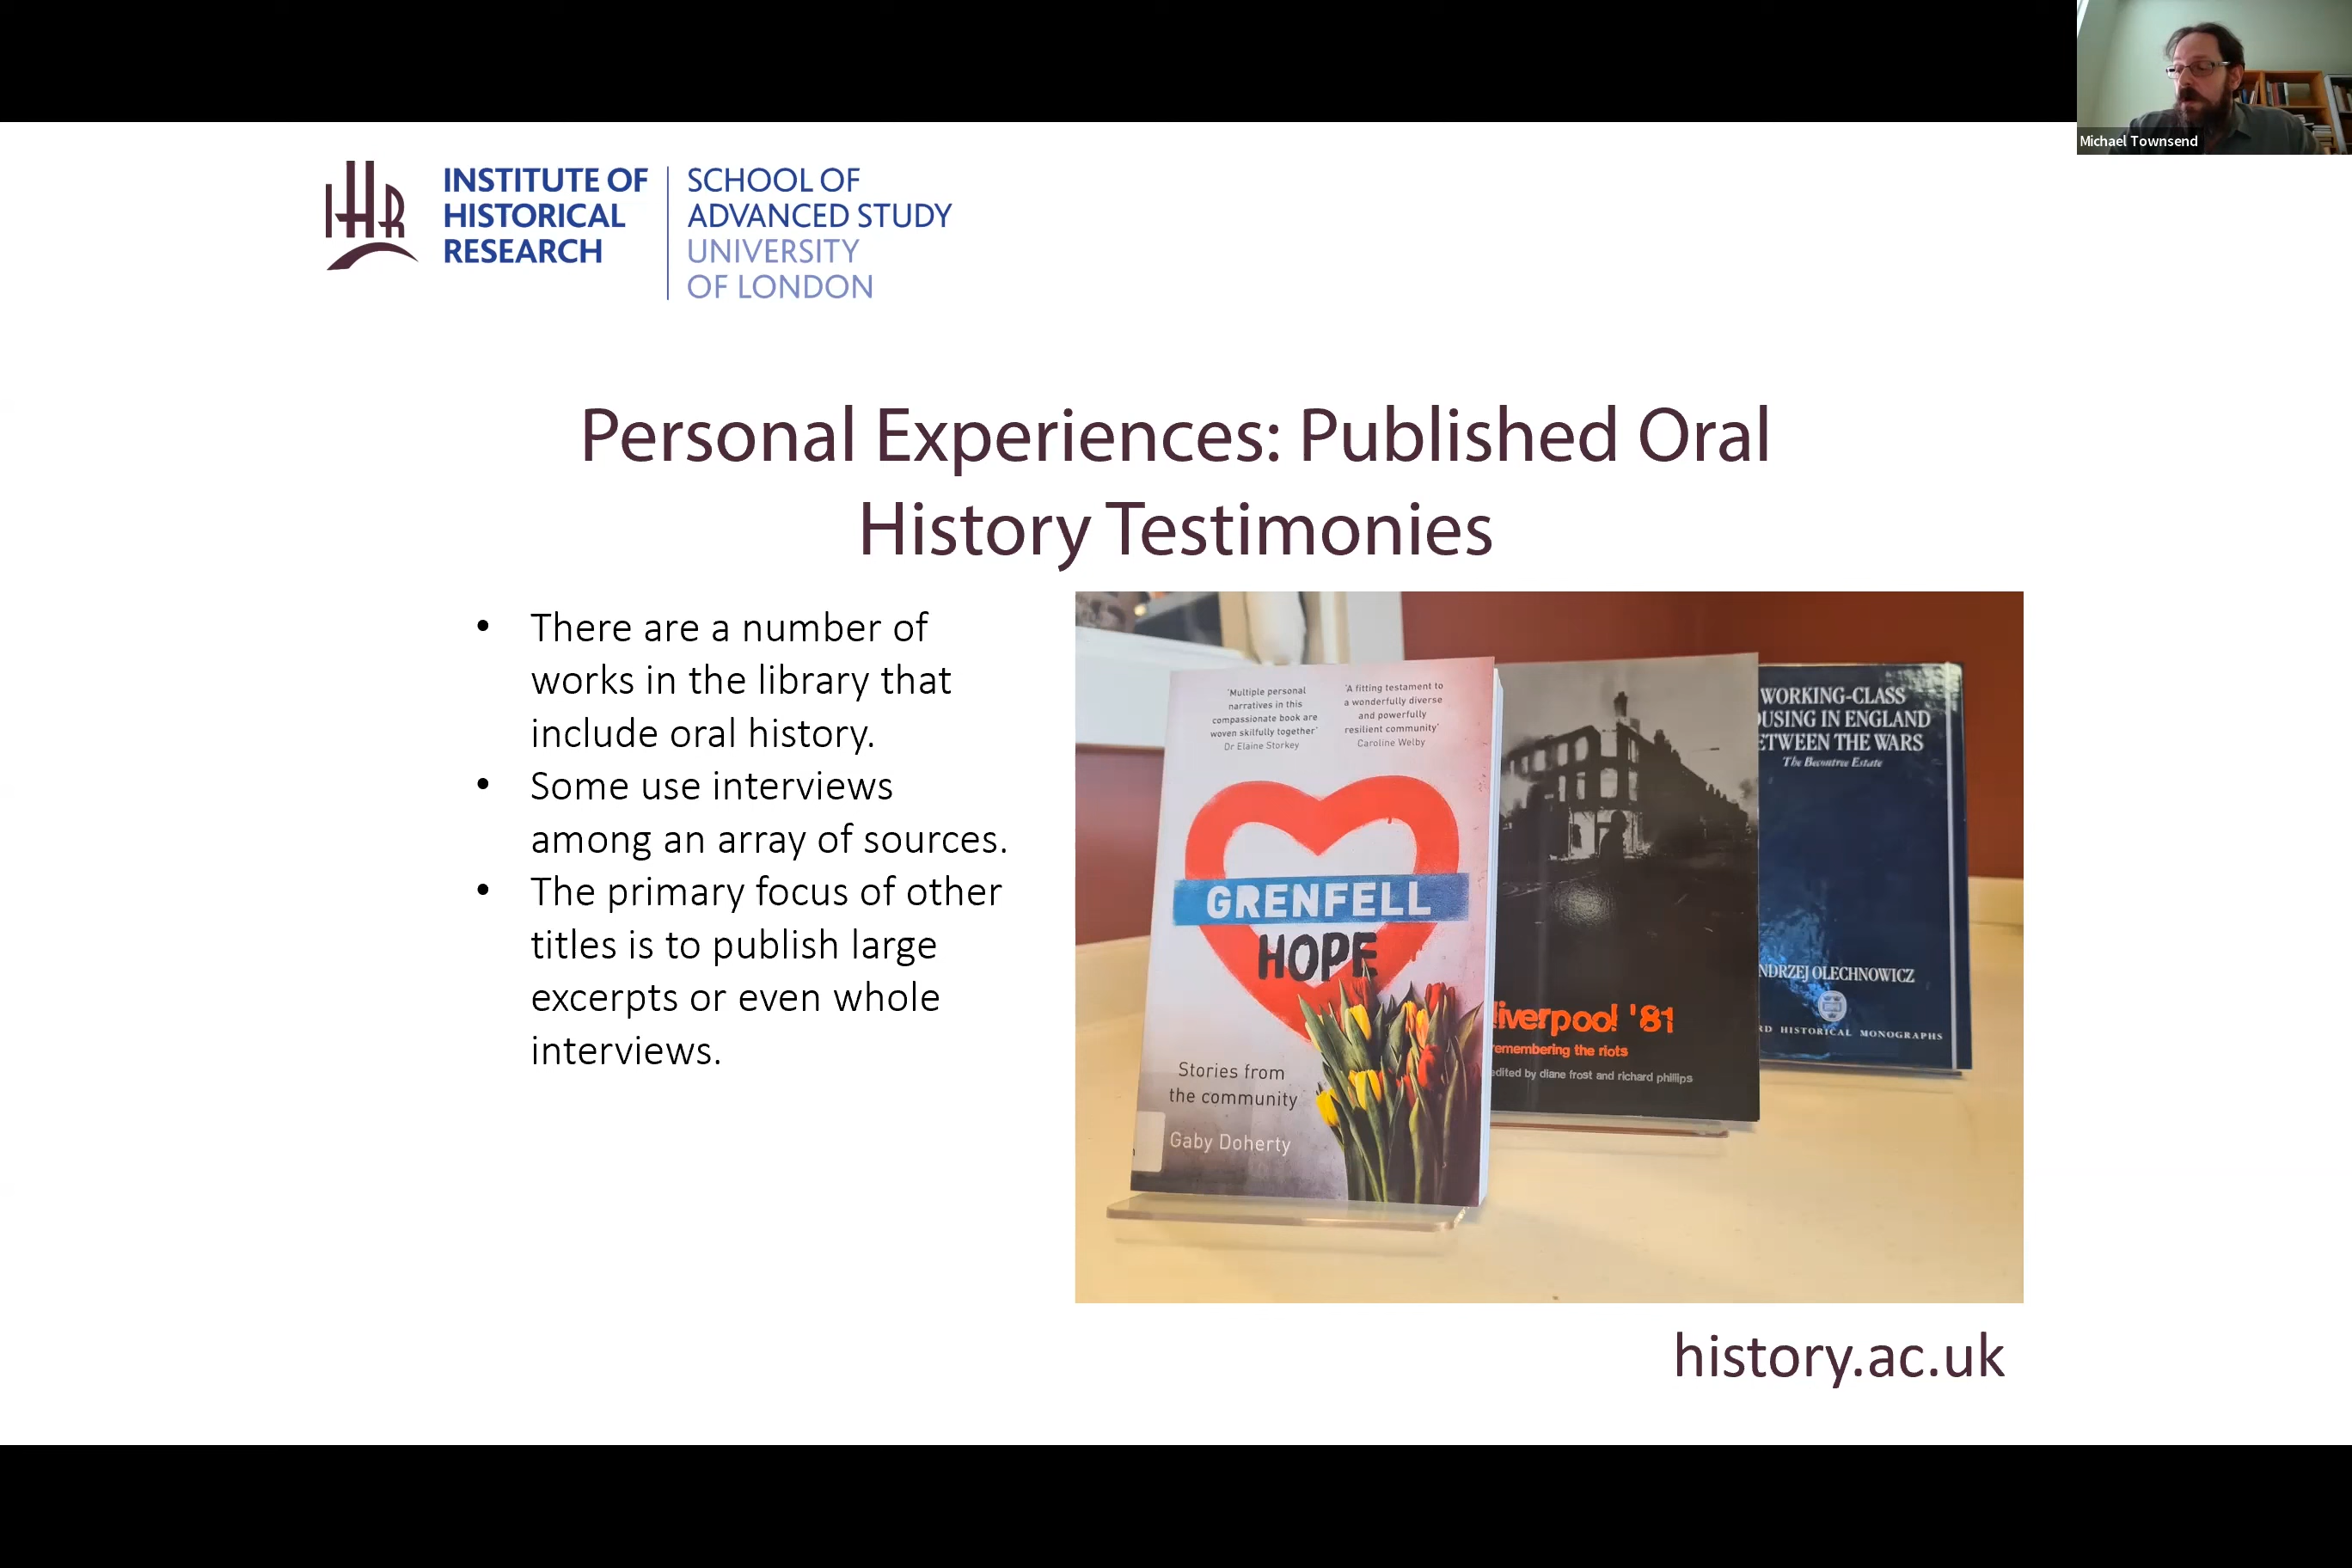 Michael Townsend
INSTITUTE OF
HISTORICAL
RESEARCH
SCHOOL OF
ADVANCED STUDY
UNIVERSITY
OF LONDON
Personal Experiences: Published Oral
History Testimonies
• There are a number of
works in the library that
include oral history.
• Some use interviews
among an array of sources.
• The primary focus of other
titles is to publish large
excerpts or even whole
interviews.
'Multiple personal
narratives in this
compassionate book are
woven skilfully together'
Dr Elaine Storkey
'A fitting testament to
a wonderfully diverse
and powerfully
resilient community'
Caroline Welby
GRENFELL
HOPE
Stories from
the community
Gaby Doherty
liverpool '81
remembering the riots
edited by diane frost and richard phillips
WORKING-CLASS
OUSING IN ENGLAND
ETWEEN THE WARS
The Becontree Estate
NDRZEJ OLECHNOWICZ
RD HISTORICAL MONOGRAPHS
history.ac.uk